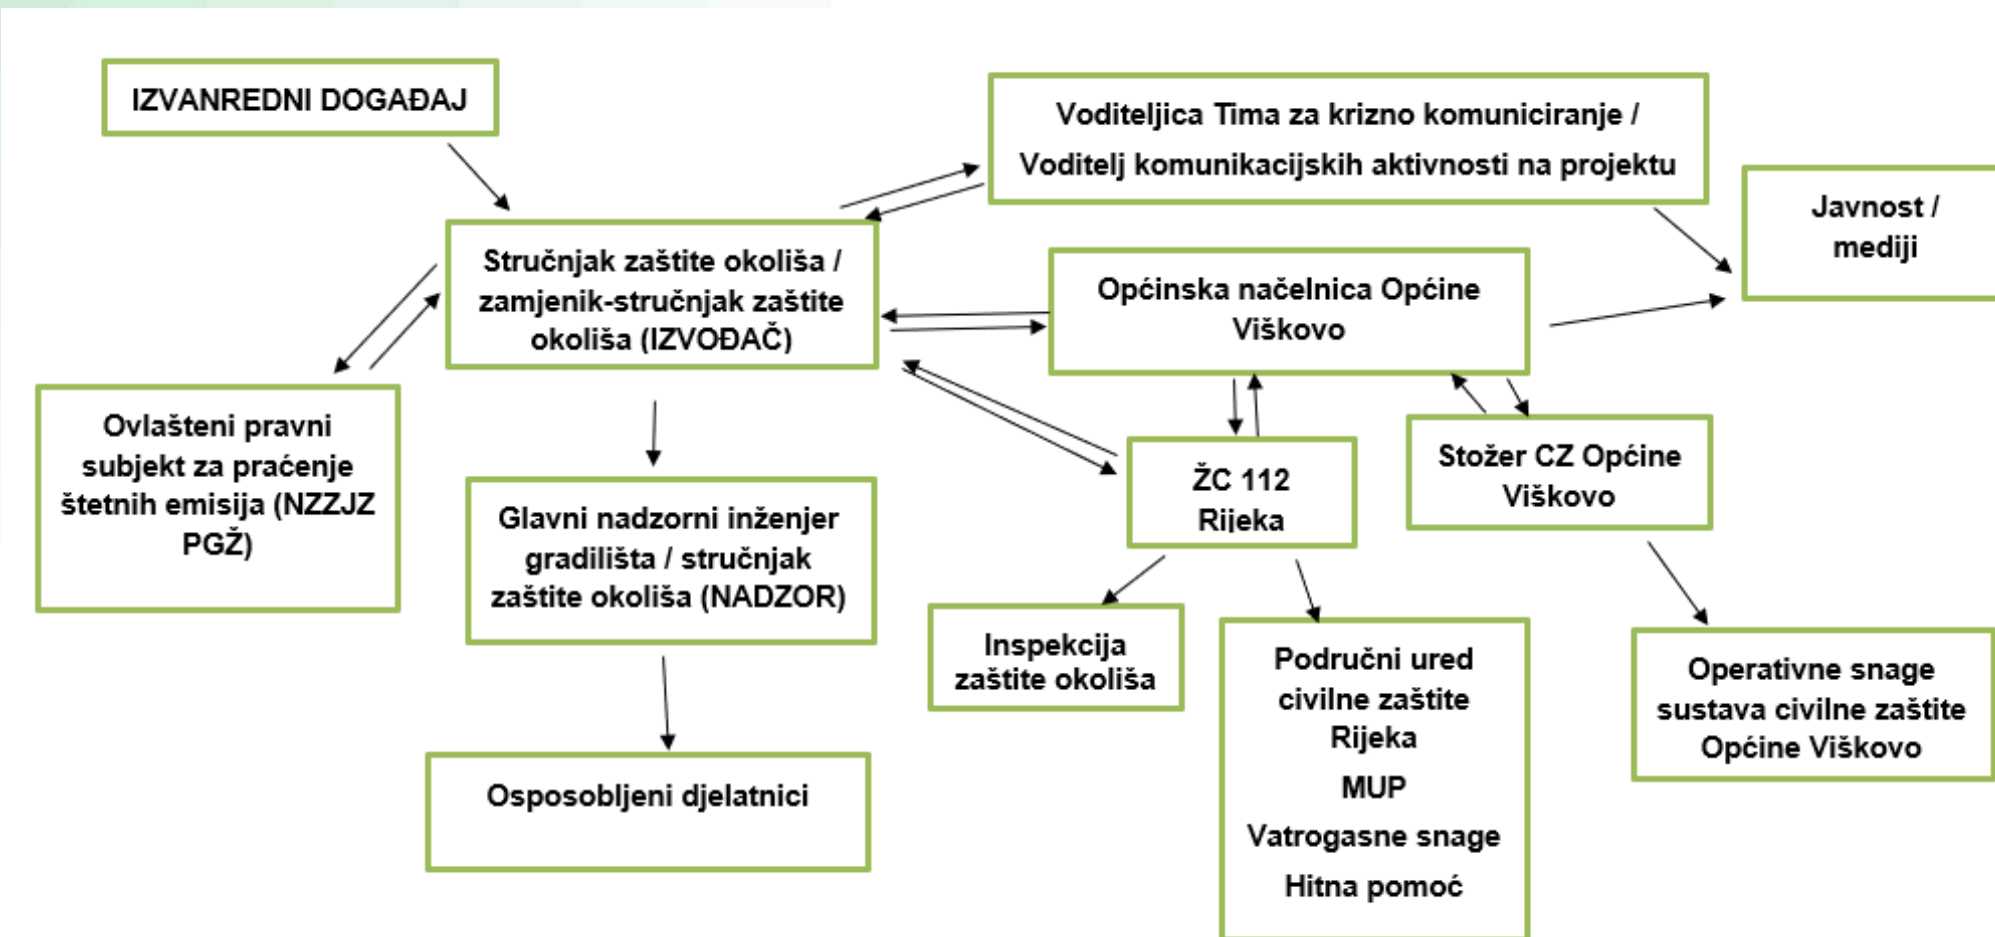 IZVANREDNI DOGAĐAJ
Voditeljica Tima za krizno komuniciranje /
Voditelj komunikacijskih aktivnosti na projektu
Javnost /
mediji
Stručnjak zaštite okoliša /
zamjenik-stručnjak zaštite
okoliša (IZVOĐAČ)
Općinska načelnica Općine
Viškovo
Ovlašteni pravni
subjekt za praćenje
štetnih emisija (NZZJZ
PGŽ)
Glavni nadzorni inženjer
gradilišta / stručnjak
zaštite okoliša (NADZOR)
ŽC 112
Rijeka
Stožer CZ Općine
Viškovo
Inspekcija
zaštite okoliša
Područni ured
civilne zaštite
Rijeka
MUP
Vatrogasne snage
Hitna pomoć
Operativne snage
sustava civilne zaštite
Općine Viškovo
Osposobljeni djelatnici